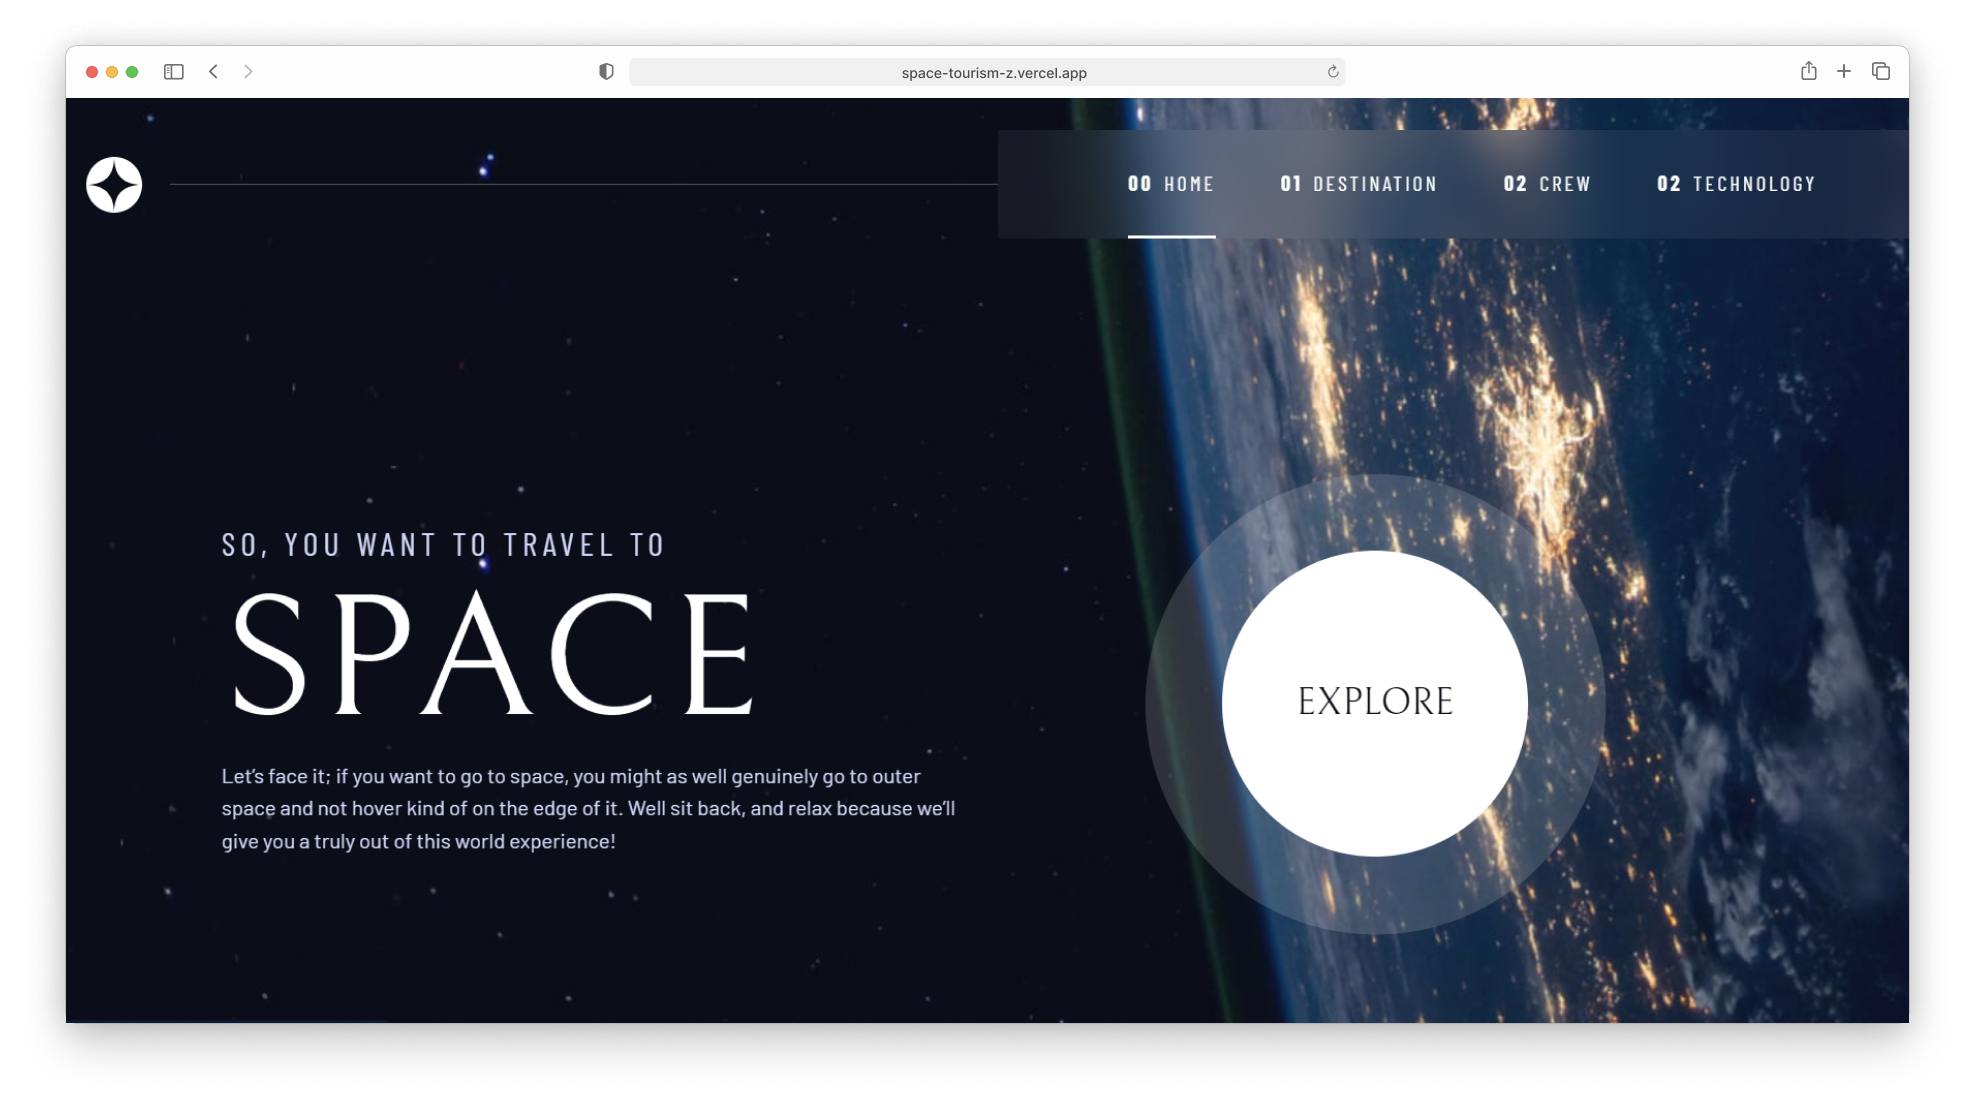 space-tourism-z.vercel.app
00 HOME 01 DESTINATION 02 CREW 02 TECHNOLOGY
SO, YOU WANT TO TRAVEL TO
SPACE
Let’s face it; if you want to go to space, you might as well genuinely go to outer
space and not hover kind of on the edge of it. Well sit back, and relax because we’ll
give you a truly out of this world experience!
EXPLORE